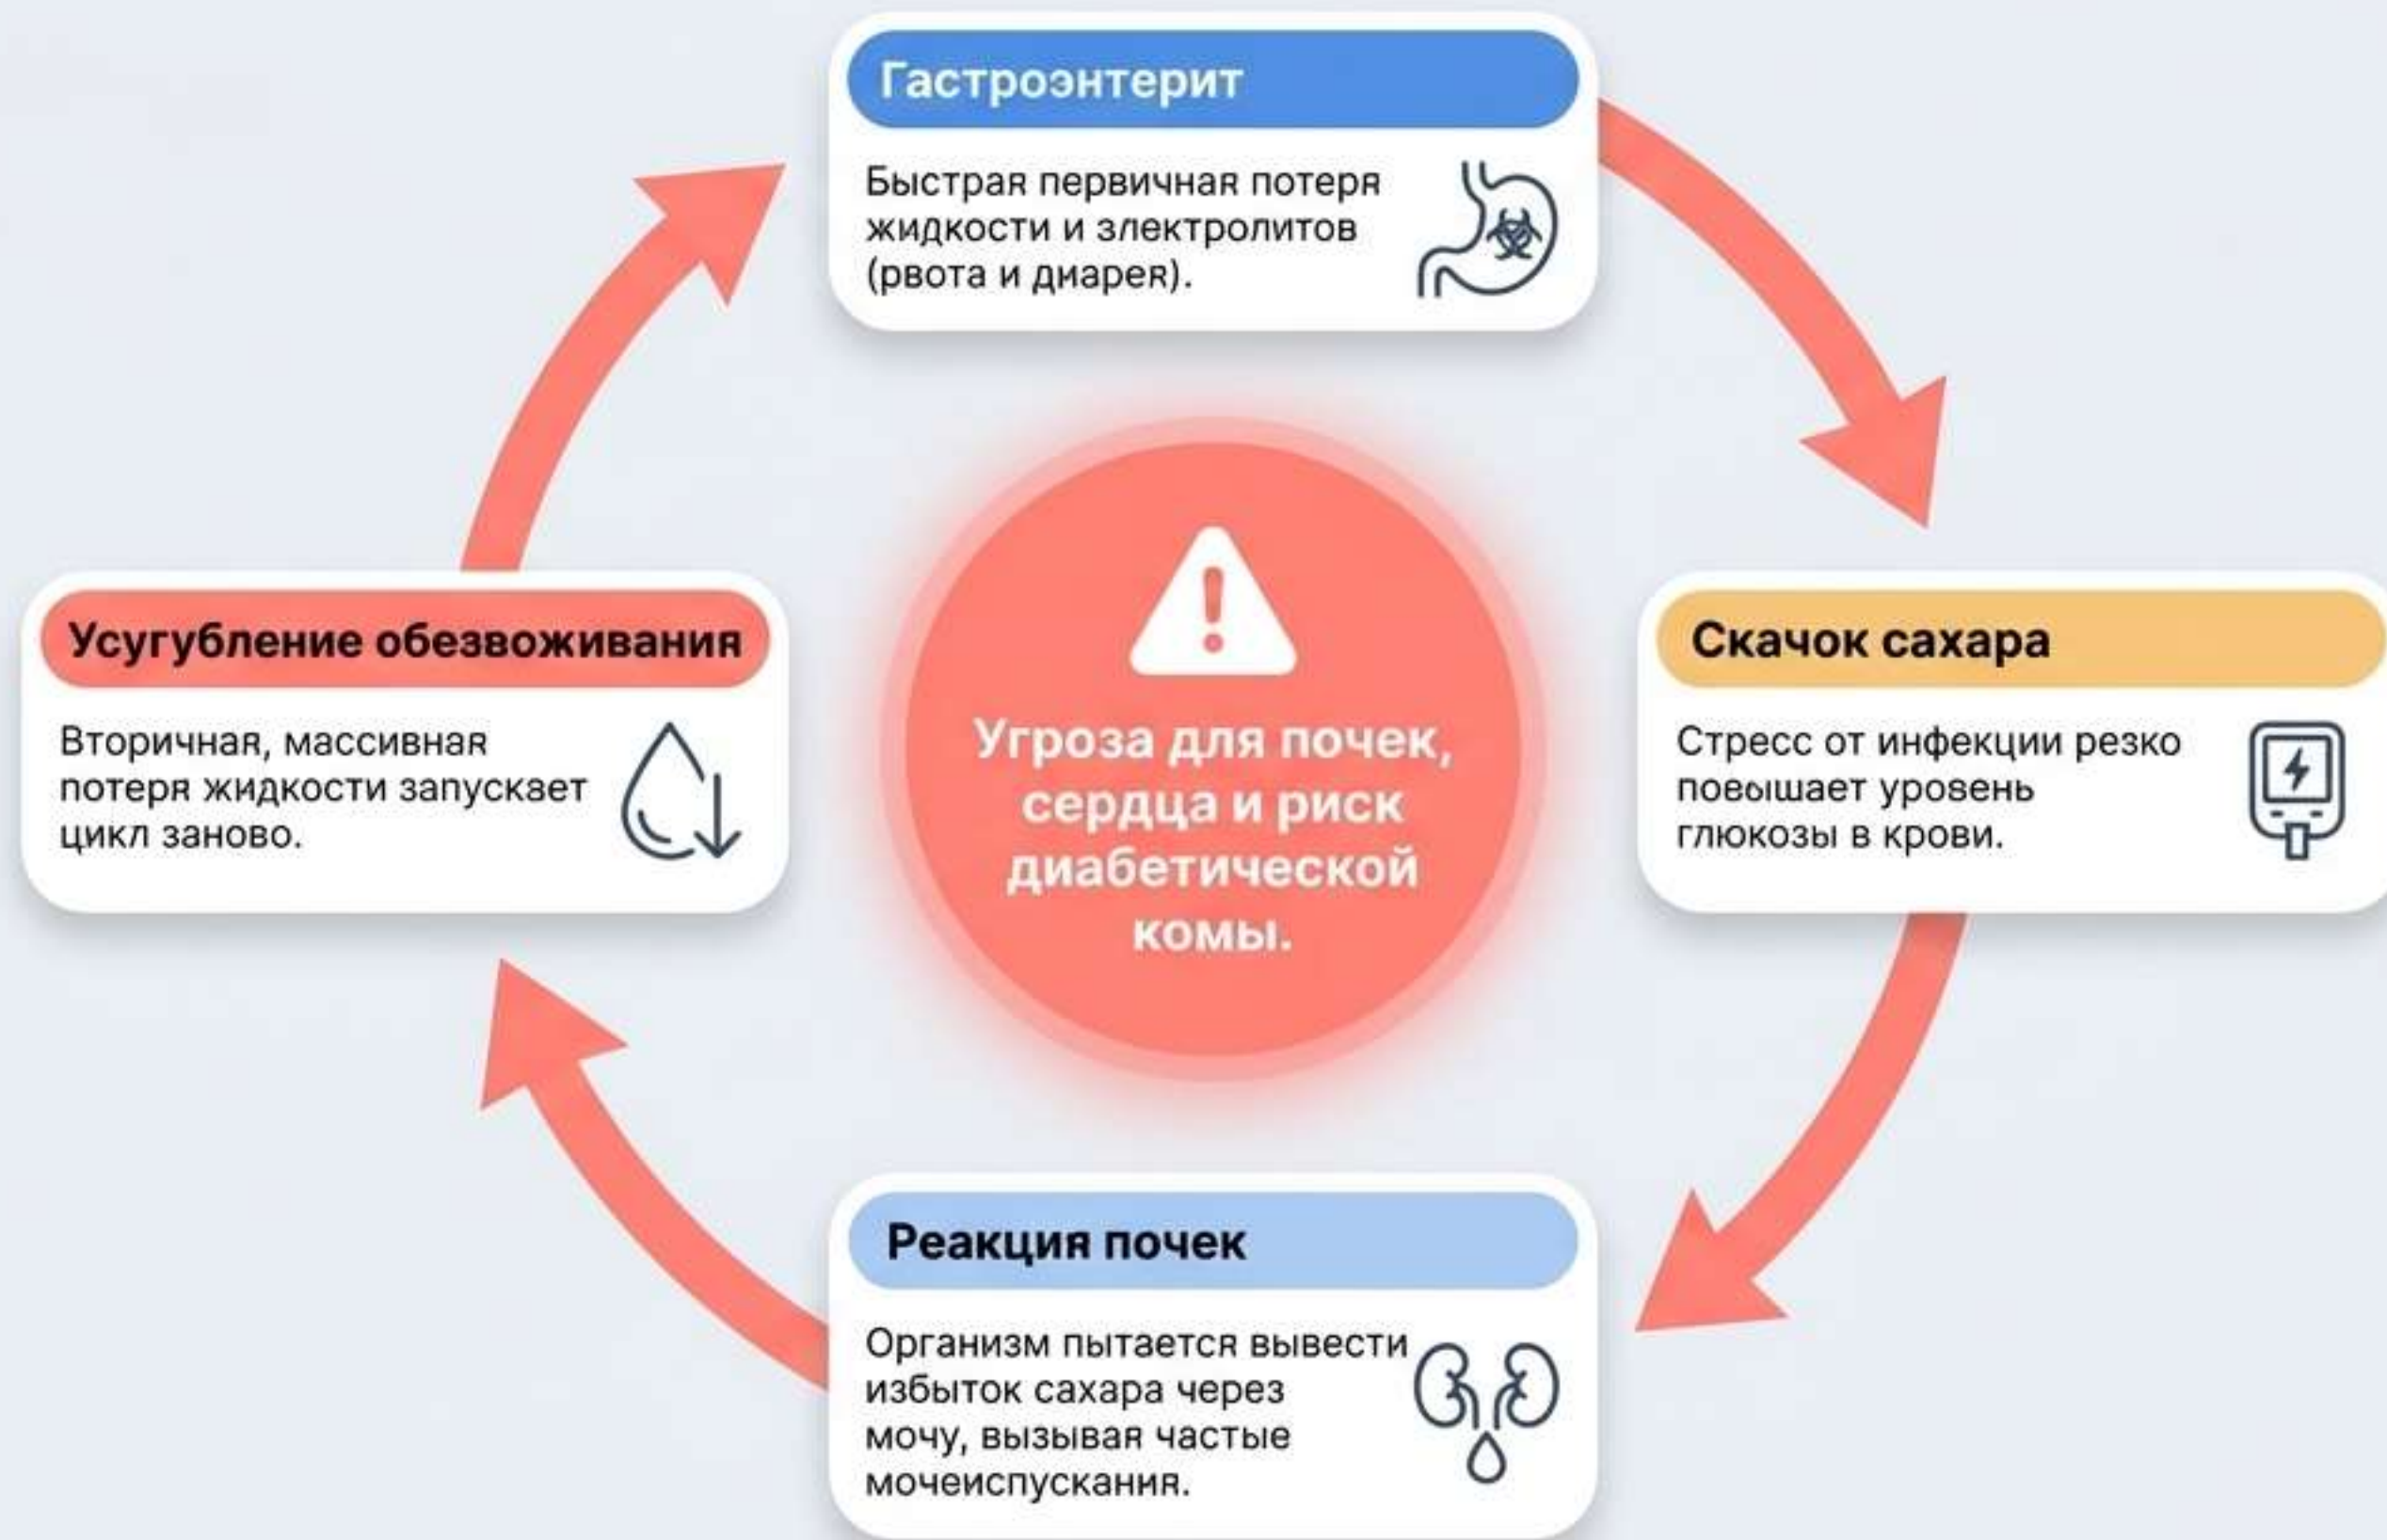 Гастроэнтерит
Быстрая первичная потеря
жидкости и злектролитов
(рвота и диарея).
Усугубление обезвоживания
Вторичная, массивная
потеря жидкости запускает
цикл заново.
Угроза для почек,
сердца и риск
диабетической
комы.
Скачок сахара
Стресс от инфекции резко
повышает уровень
глюкозы в крови.
Реакция почек
Организм пытается вывести
избыток сахара через
мочу, вызывая частые
мочеиспускания.